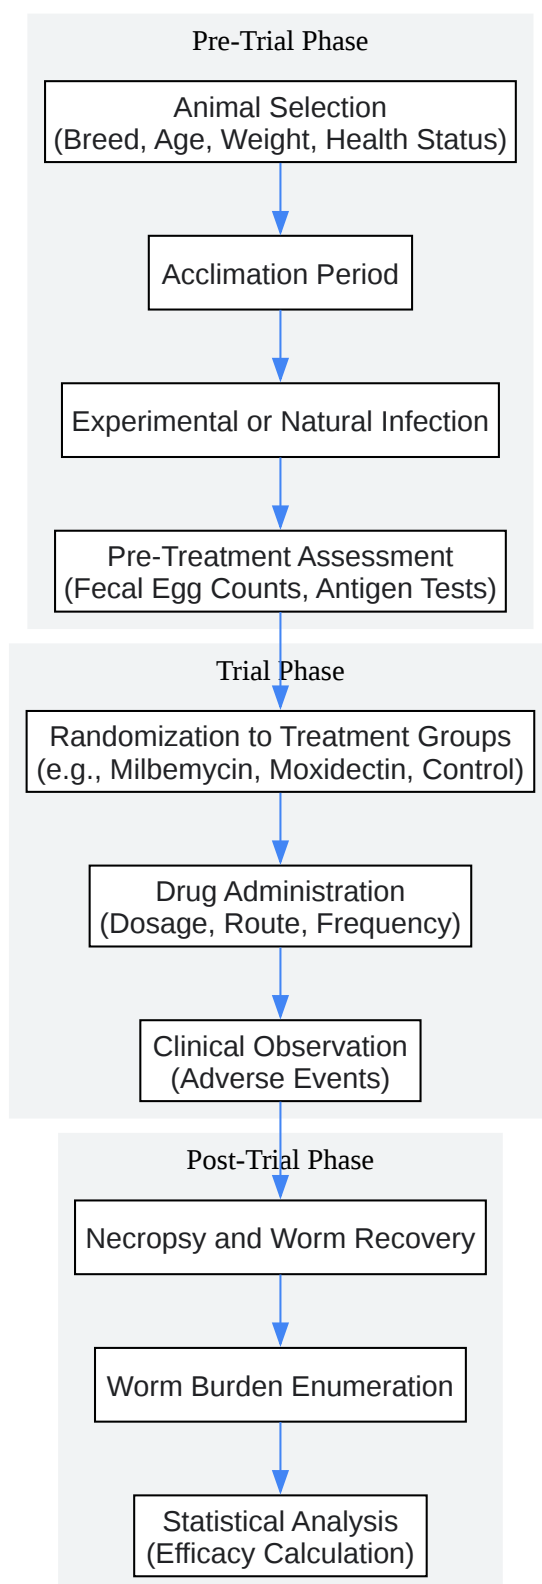 Pre-Trial Phase
Animal Selection
(Breed, Age, Weight, Health Status)
Acclimation Period
Experimental or Natural Infection
Pre-Treatment Assessment
(Fecal Egg Counts, Antigen Tests)
Trial Phase
Randomization to Treatment Groups
(e.g., Milbemycin, Moxidectin, Control)
Drug Administration
(Dosage, Route, Frequency)
Clinical Observation
(Adverse Events)
Post-Trial Phase
Necropsy and Worm Recovery
Worm Burden Enumeration
Statistical Analysis
(Efficacy Calculation)